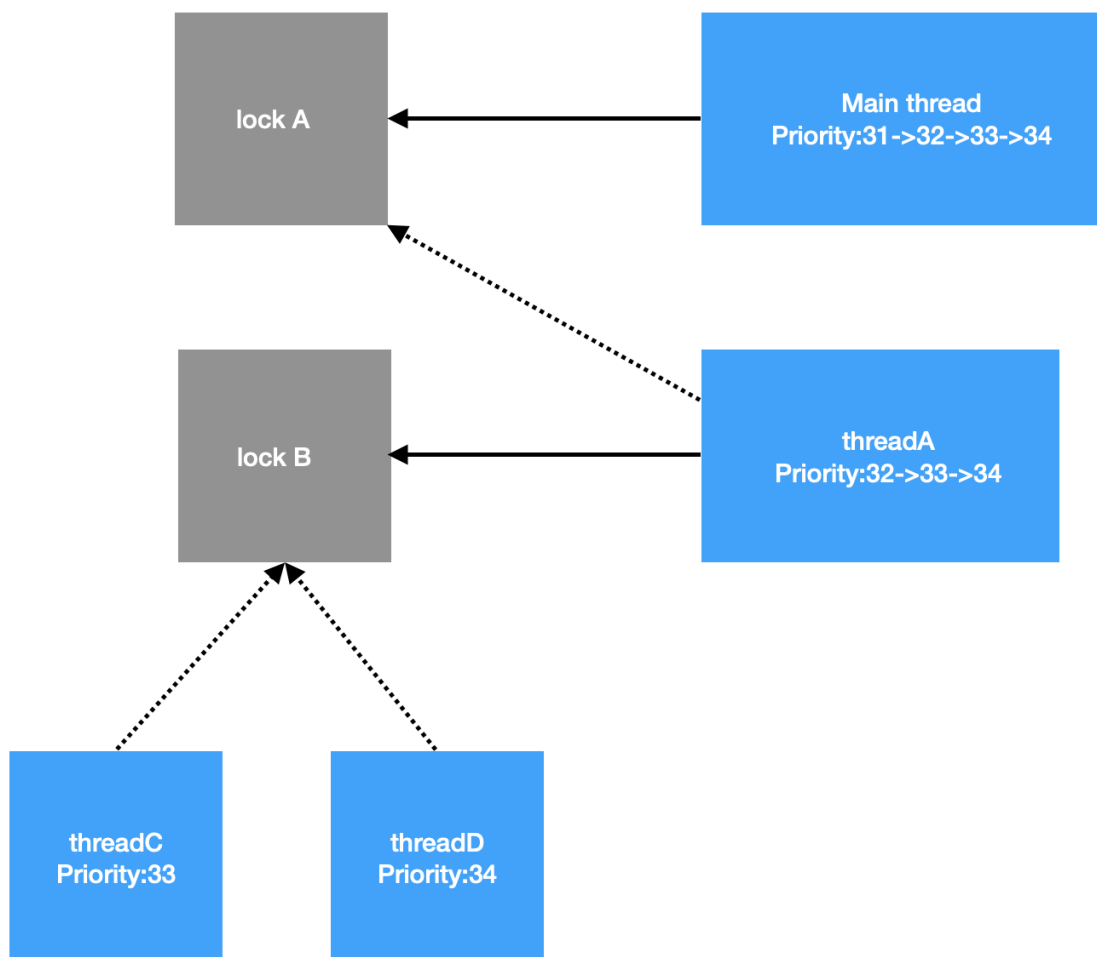 lock A
Main thread
Priority:31->32->33->34
lock B
threadA
Priority:32->33->34
threadC
Priority:33
threadD
Priority:34